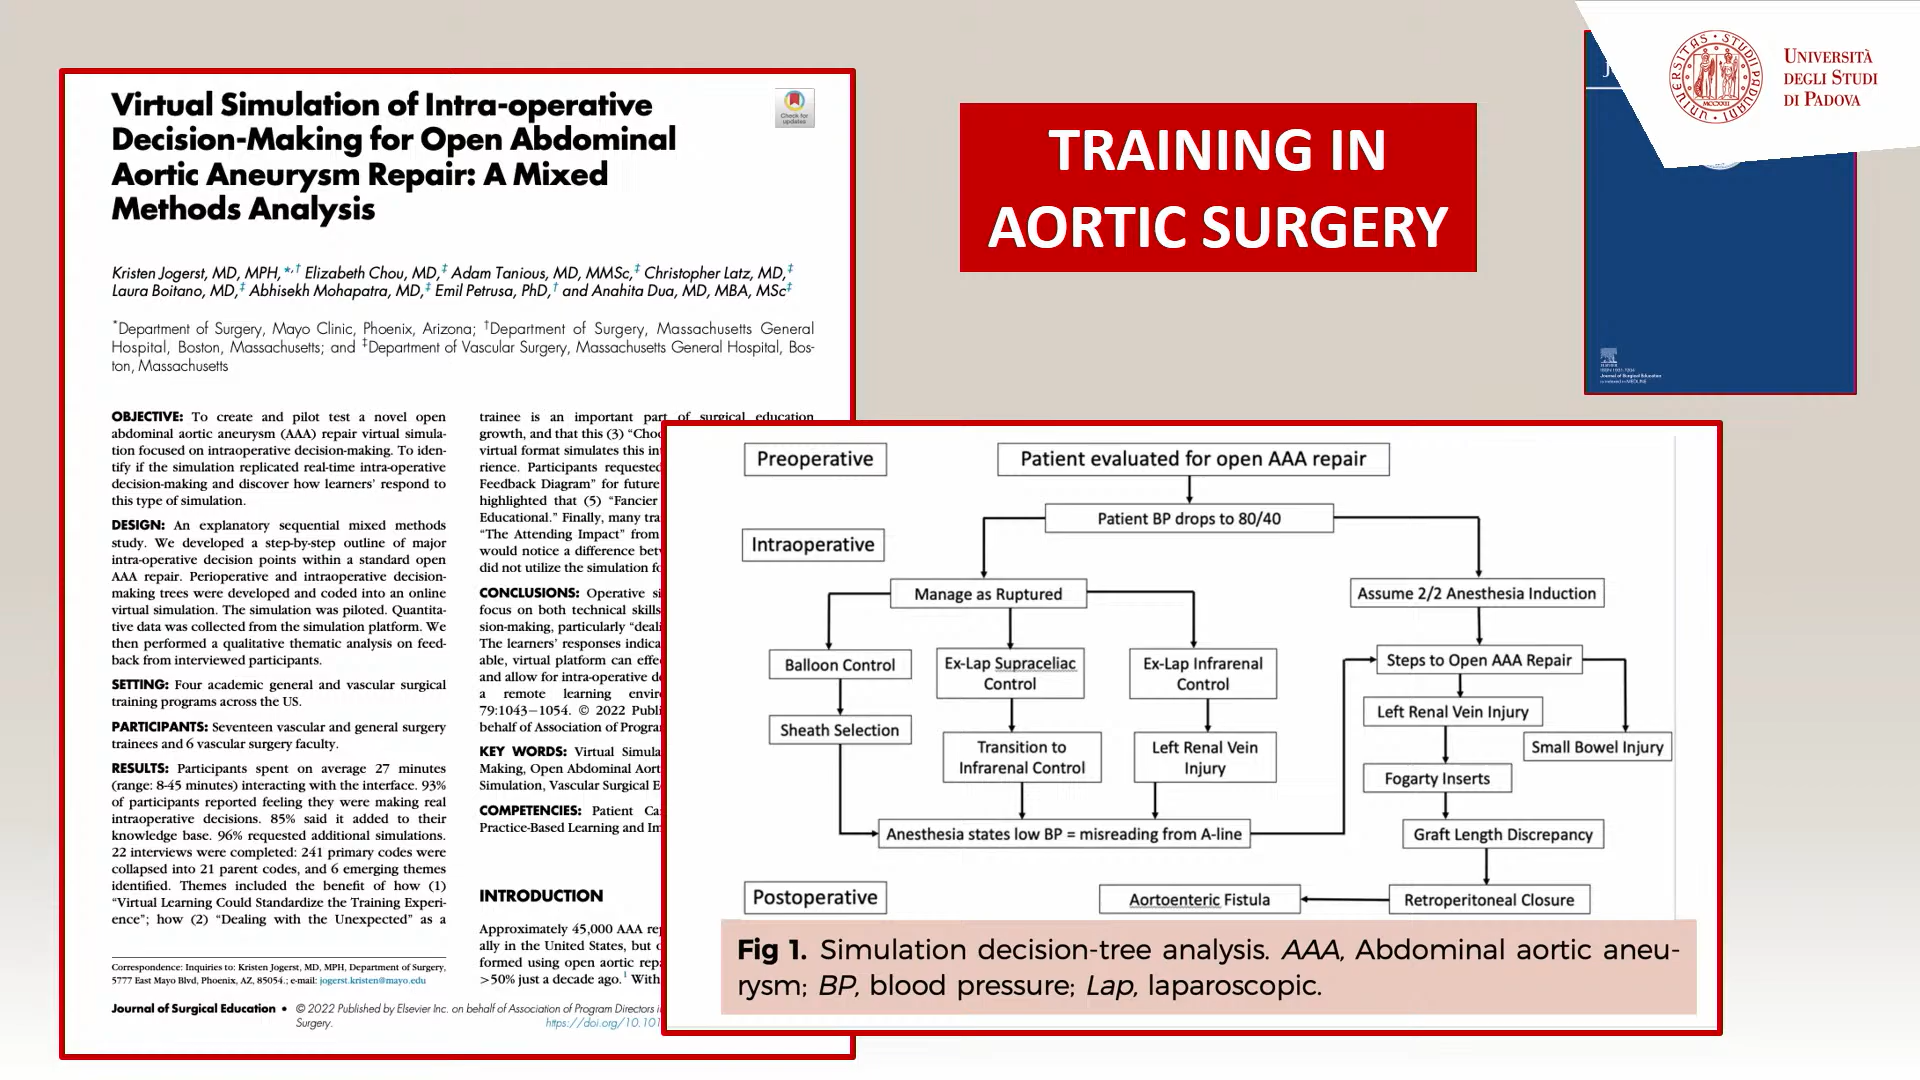 Virtual Simulation of Intra-operative
Decision-Making for Open Abdominal
Aortic Aneurysm Repair: A Mixed
Methods Analysis
Check for
updates
Kristen Jogerst, MD, MPH,*,† Elizabeth Chou, MD,‡ Adam Tanious, MD, MMSc,‡ Christopher Latz, MD,‡
Laura Boitano, MD,‡ Abhisekh Mohapatra, MD,‡ Emil Petrusa, PhD,† and Anahita Dua, MD, MBA, MSc‡
*Department of Surgery, Mayo Clinic, Phoenix, Arizona; †Department of Surgery, Massachusetts General
Hospital, Boston, Massachusetts; and ‡Department of Vascular Surgery, Massachusetts General Hospital, Bos-
ton, Massachusetts
OBJECTIVE: To create and pilot test a novel open
abdominal aortic aneurysm (AAA) repair virtual simula-
tion focused on intraoperative decision-making. To iden-
tify if the simulation replicated real-time intra-operative
decision-making and discover how learners' respond to
this type of simulation.
DESIGN: An explanatory sequential mixed methods
study. We developed a step-by-step outline of major
intra-operative decision points within a standard open
AAA repair. Perioperative and intraoperative decision-
making trees were developed and coded into an online
virtual simulation. The simulation was piloted. Quantita-
tive data was collected from the simulation platform. We
then performed a qualitative thematic analysis on feed-
back from interviewed participants.
SETTING: Four academic general and vascular surgical
training programs across the US.
PARTICIPANTS: Seventeen vascular and general surgery
trainees and 6 vascular surgery faculty.
RESULTS: Participants spent on average 27 minutes
(range: 8-45 minutes) interacting with the interface. 93%
of participants reported feeling they were making real
intraoperative decisions. 85% said it added to their
knowledge base. 96% requested additional simulations.
22 interviews were completed: 241 primary codes were
collapsed into 21 parent codes, and 6 emerging themes
identified. Themes included the benefit of how (1)
“Virtual Learning Could Standardize the Training Experi-
ence”; how (2) “Dealing with the Unexpected” as a
Correspondence: Inquiries to: Kristen Jogerst, MD, MPH, Department of Surgery,
5777 East Mayo Blvd, Phoenix, AZ, 85054.; e-mail: jogerst.kristen@mayo.edu
trainee is an important part of surgical education
growth, and that this (3)
virtual format simulates this
rience. Participants requested
Feedback Diagram” for future
highlighted that (5) “Fancier
Educational.” Finally, many
“The Attending Impact” from
would notice a difference
did not utilize the simulation
CONCLUSIONS: Operative
focus on both technical skills
sion-making, particularly
The learners' responses
able, virtual platform can
and allow for intra-operative
a remote learning
79:1043−1054. © 2022
behalf of Association of
KEY WORDS: Virtual
Making, Open Abdominal
Simulation, Vascular Surgical
COMPETENCIES: Patient
Practice-Based Learning and
INTRODUCTION
Approximately 45,000 AAA
ally in the United States, but
formed using open aortic
>50% just a decade ago.1 With
Journal of Surgical Education • © 2022 Published by Elsevier Inc. on behalf of Association of Program Directors
Surgery.
https://doi.org/10.101
TRAINING IN
AORTIC SURGERY
UNIVERSITÀ
DEGLI STUDI
DI PADOVA
Journal of Surgical Education
Preoperative
Patient evaluated for open AAA repair
Patient BP drops to 80/40
Intraoperative
Manage as Ruptured
Assume 2/2 Anesthesia Induction
Balloon Control
Ex-Lap Supraceliac
Control
Ex-Lap Infrarenal
Control
Steps to Open AAA Repair
Sheath Selection
Left Renal Vein Injury
Transition to
Infrarenal Control
Left Renal Vein
Injury
Small Bowel Injury
Fogarty Inserts
Anesthesia states low BP = misreading from A-line
Graft Length Discrepancy
Postoperative
Aortoenteric Fistula
Retroperitoneal Closure
Fig 1. Simulation decision-tree analysis. AAA, Abdominal aortic aneu-
rysm; BP, blood pressure; Lap, laparoscopic.